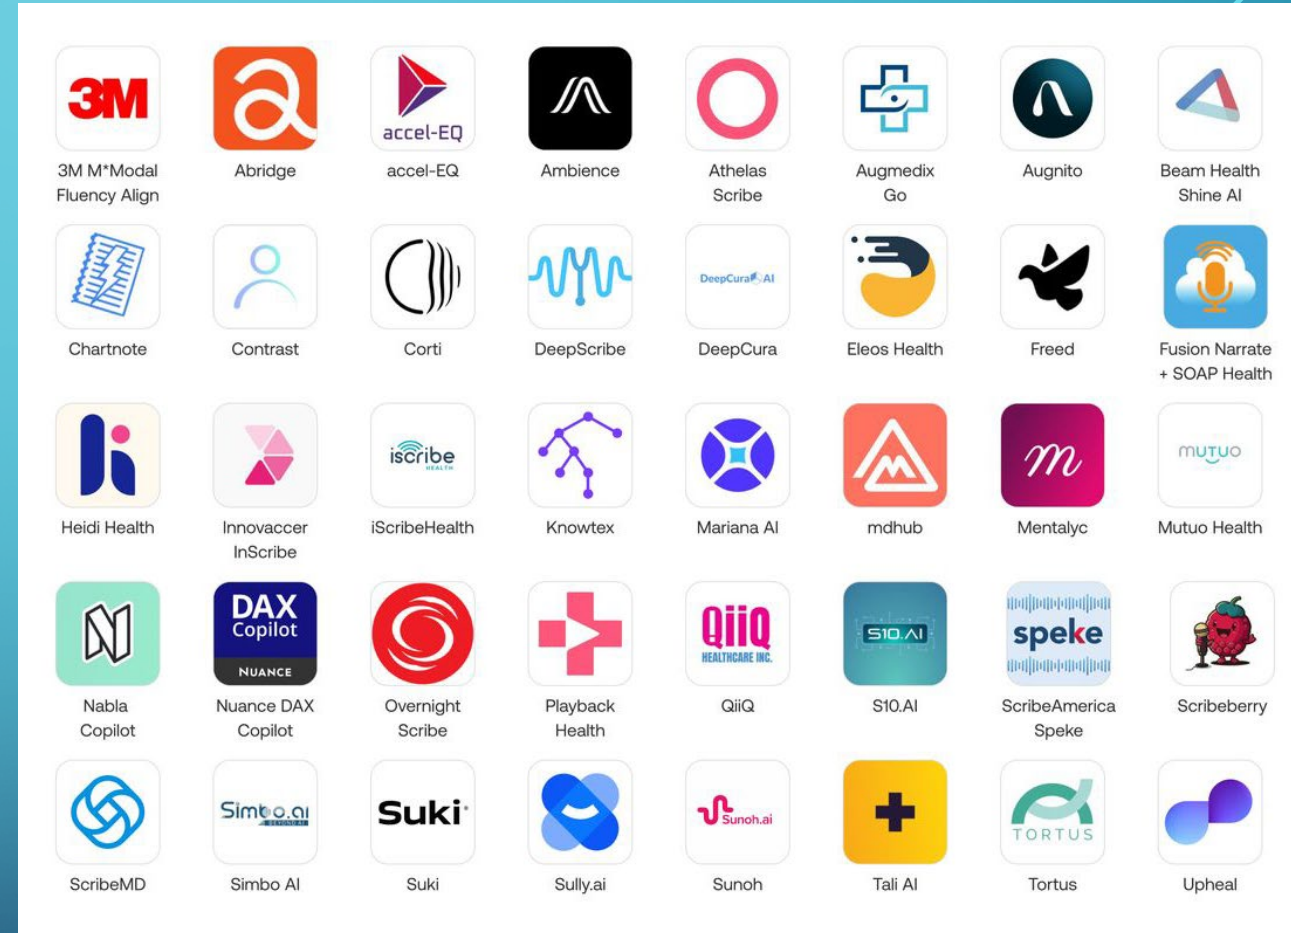 3M
accel-EQ
3M M*Modal
Fluency Align
Abridge
accel-EQ
Ambience
Athelas
Scribe
Augmedix
Go
Augnito
Beam Health
Shine AI
DeepCura AI
Chartnote
Contrast
Corti
DeepScribe
DeepCura
Eleos Health
Freed
Fusion Narrate
+ SOAP Health
iscribe
HEALTH
m
MUTUO
Heidi Health
Innovaccer
InScribe
iScribeHealth
Knowtex
Mariana AI
mdhub
Mentalyc
Mutuo Health
DAX
Copilot
NUANCE
QiiQ
HEALTHCARE INC.
S10.AI
speke
Nabla
Copilot
Nuance DAX
Copilot
Overnight
Scribe
Playback
Health
QiiQ
S10.AI
ScribeAmerica
Speke
Scribeberry
Simbo.ai
BEYOND AI
Suki
Sunoh.ai
TORTUS
ScribeMD
Simbo AI
Suki
Sully.ai
Sunoh
Tali AI
Tortus
Upheal